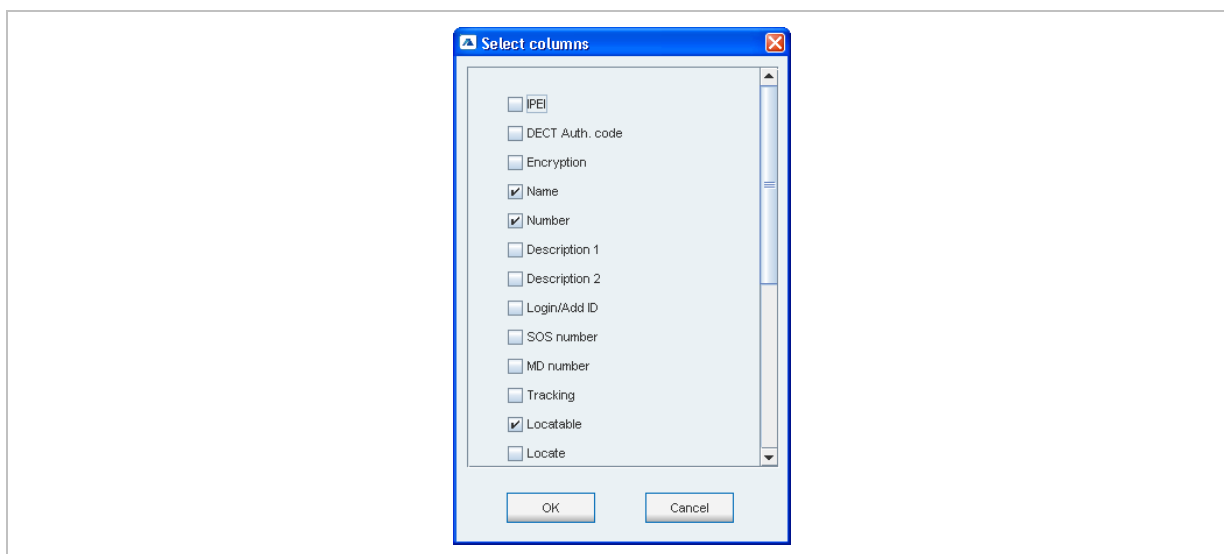 Select columns
IPEI
DECT Auth. code
Encryption
Name
Number
Description 1
Description 2
Login/Add ID
SOS number
MD number
Tracking
Locatable
Locate
OK
Cancel